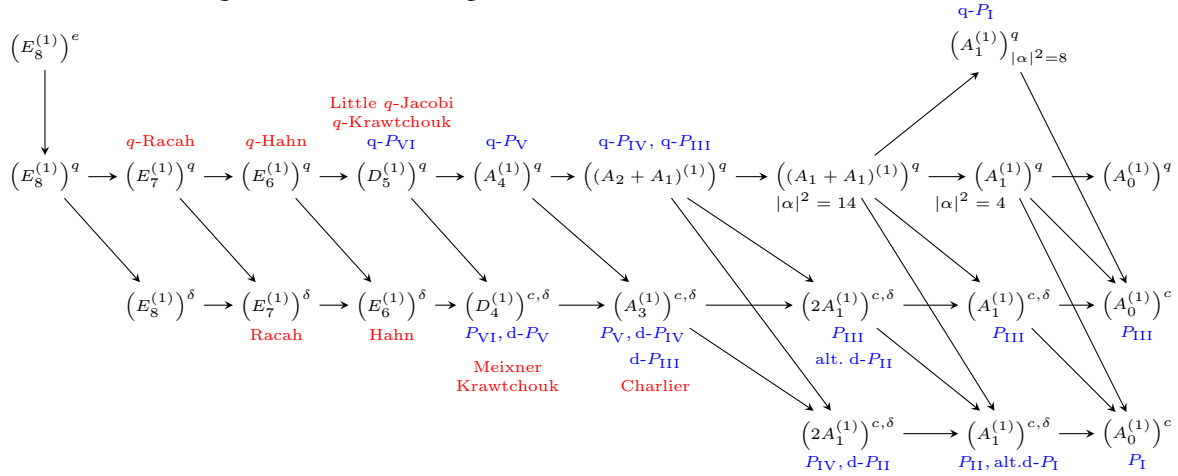 q-P_I
(E_8^{(1)})^e
(A_1^{(1)})^q_{|α|^2=8}
Little q-Jacobi
q-Krawtchouk
q-Racah
q-Hahn
q-P_VI
q-P_V
q-P_IV, q-P_III
(E_8^{(1)})^q
(E_7^{(1)})^q
(E_6^{(1)})^q
(D_5^{(1)})^q
(A_4^{(1)})^q
((A_2 + A_1)^{(1)})^q
((A_1 + A_1)^{(1)})^q
(A_1^{(1)})^q
(A_0^{(1)})^q
|α|^2 = 14
|α|^2 = 4
(E_8^{(1)})^δ
(E_7^{(1)})^δ
(E_6^{(1)})^δ
(D_4^{(1)})^{c,δ}
(A_3^{(1)})^{c,δ}
(2A_1^{(1)})^{c,δ}
(A_1^{(1)})^{c,δ}
(A_0^{(1)})^c
Racah
Hahn
P_VI, d-P_V
P_V, d-P_IV
P_III
P_III
P_III
d-P_III
alt. d-P_II
Meixner
Krawtchouk
Charlier
(2A_1^{(1)})^{c,δ}
(A_1^{(1)})^{c,δ}
(A_0^{(1)})^c
P_IV, d-P_II
P_II, alt.d-P_I
P_I